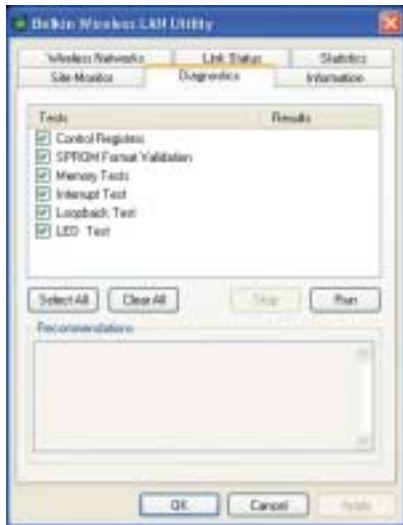 Belkin Wireless LAN Utility
Wireless Networks Link Status Statistics
Site Monitor Diagnostics Information
Tests Results
Control Registers
SPROM Format Validation
Memory Tests
Interrupt Test
Loopback Test
LED Test
Select All Clear All Stop Run
Recommendations
OK Cancel Apply